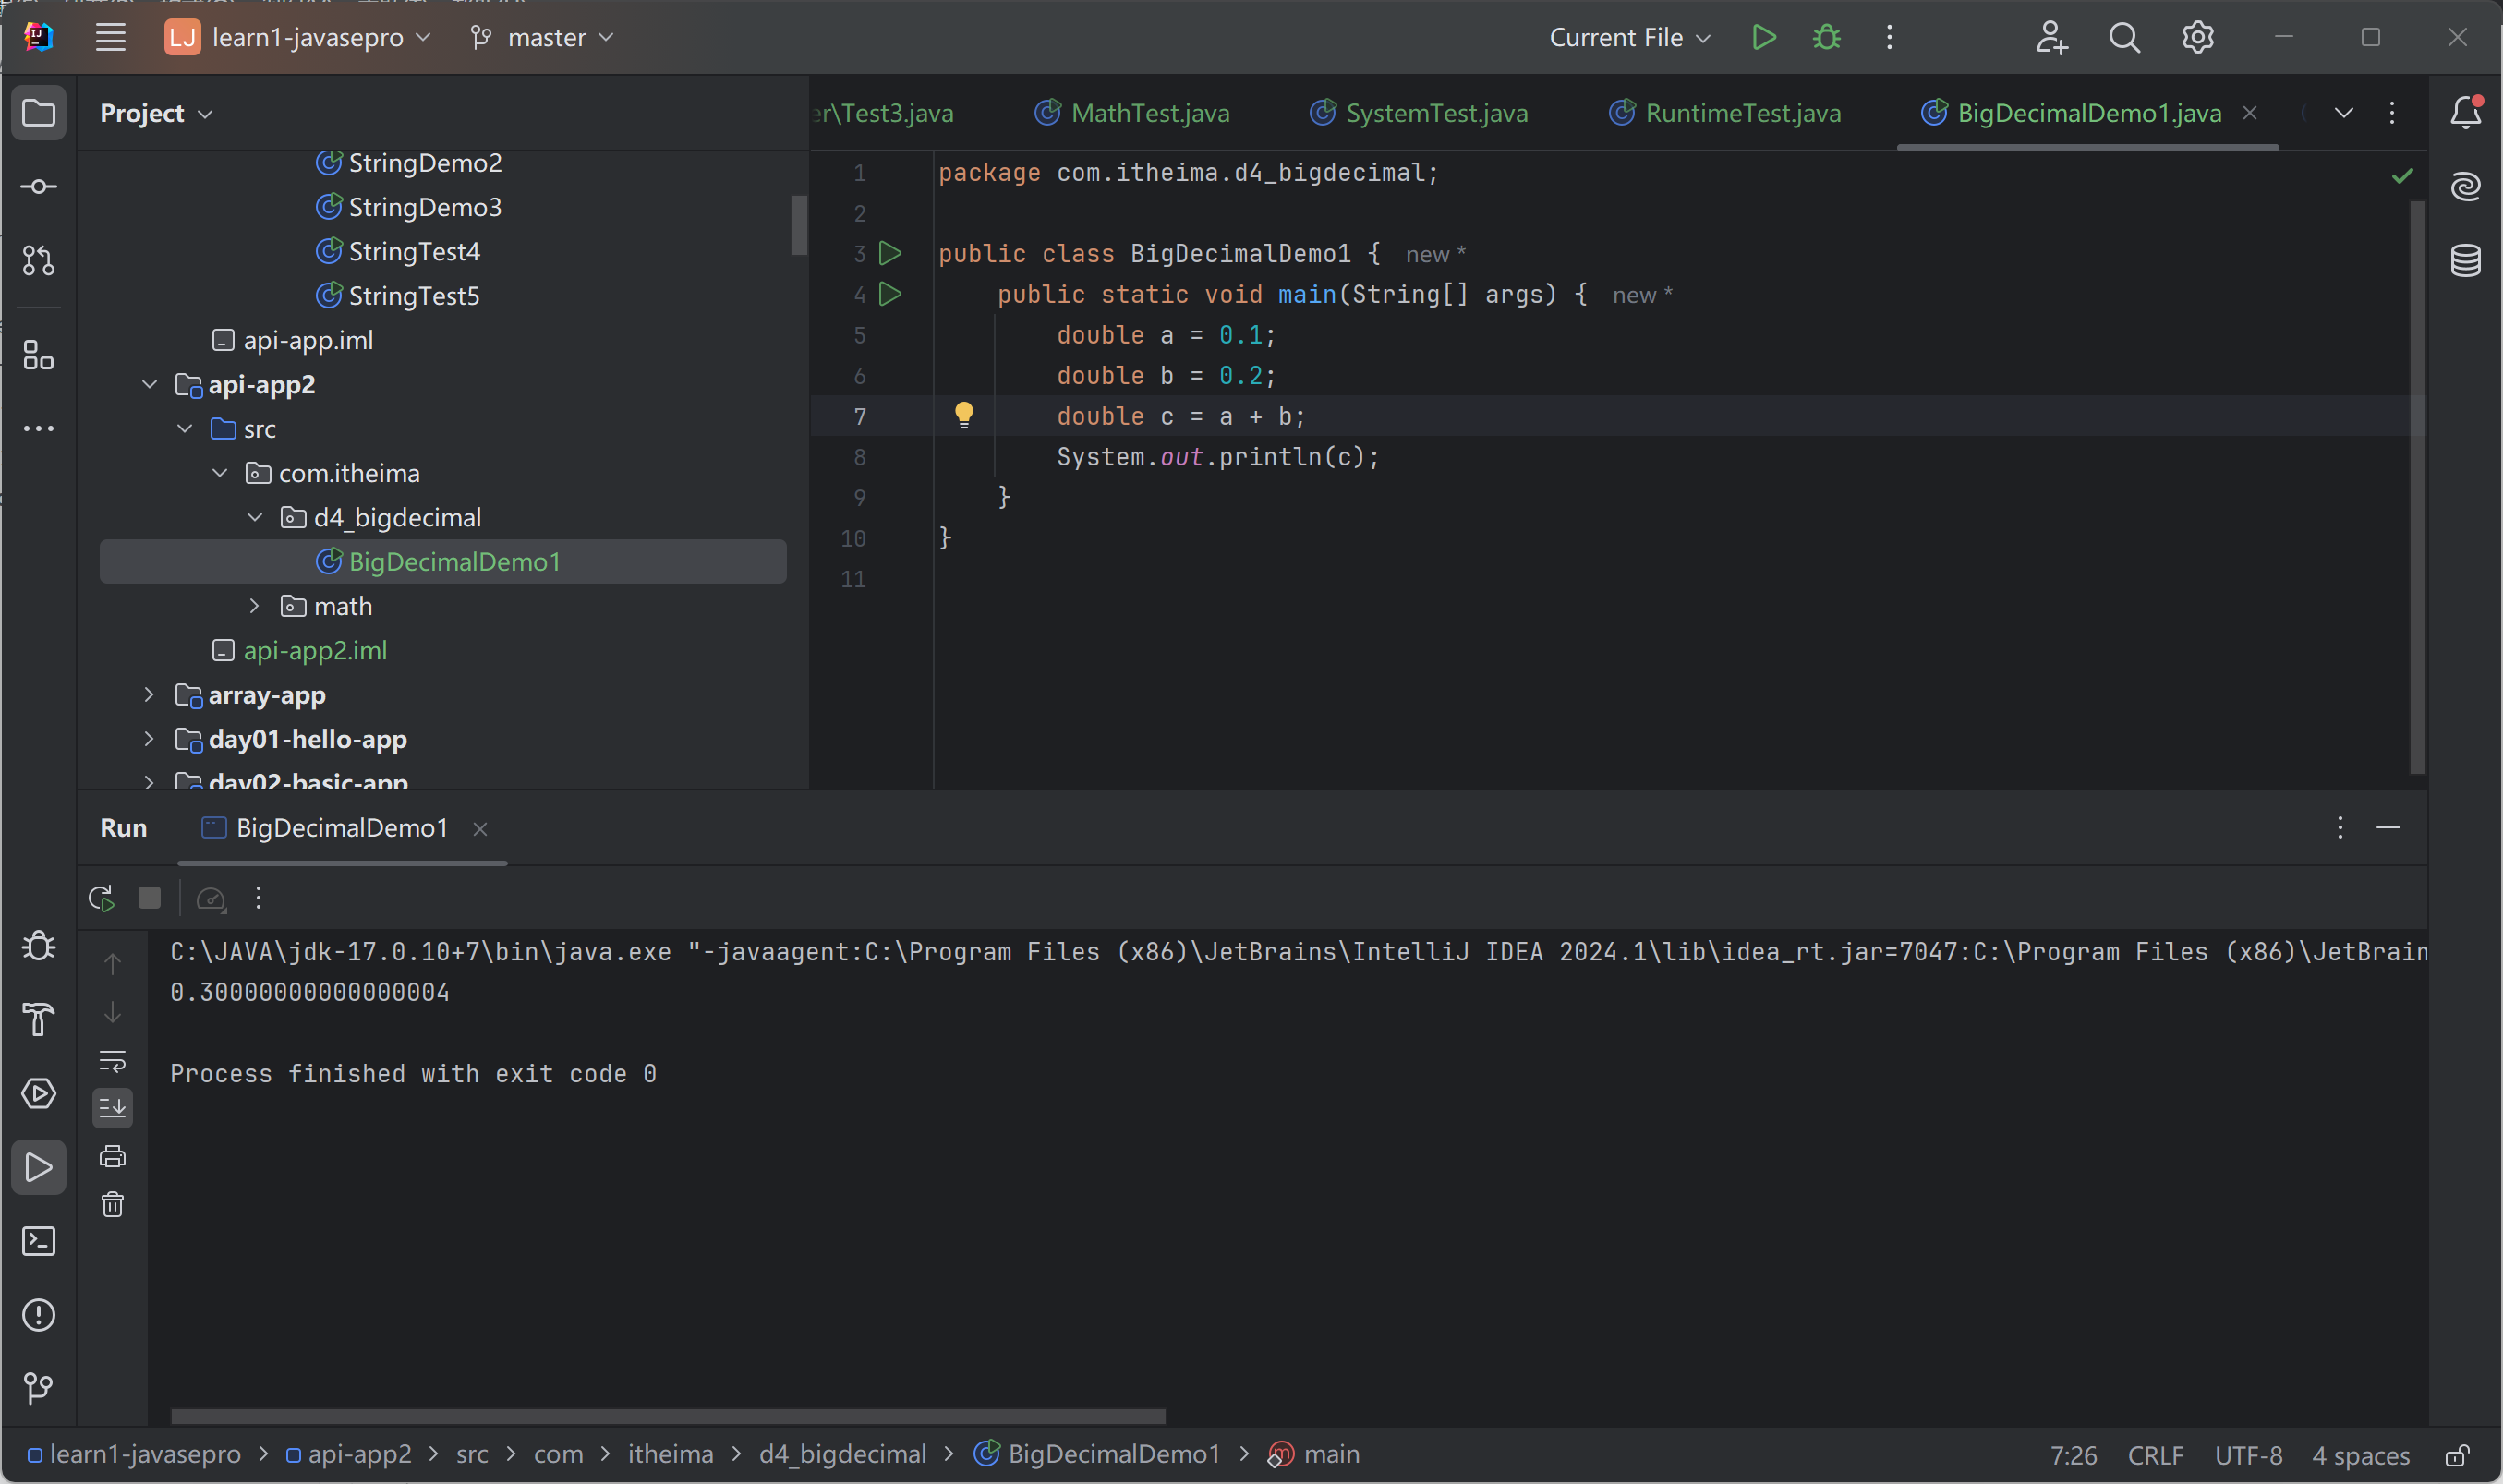 LJ learn1-javasepro master Current File
Project
er\Test3.java MathTest.java SystemTest.java RuntimeTest.java BigDecimalDemo1.java
StringDemo2
StringDemo3
StringTest4
StringTest5
api-app.iml
api-app2
src
com.itheima
d4_bigdecimal
BigDecimalDemo1
math
api-app2.iml
array-app
day01-hello-app
day02-basic-app
1 package com.itheima.d4_bigdecimal;
2
3 public class BigDecimalDemo1 { new *
4 public static void main(String[] args) { new *
5 double a = 0.1;
6 double b = 0.2;
7 double c = a + b;
8 System.out.println(c);
9 }
10 }
11
Run BigDecimalDemo1
C:\JAVA\jdk-17.0.10+7\bin\java.exe "-javaagent:C:\Program Files (x86)\JetBrains\IntelliJ IDEA 2024.1\lib\idea_rt.jar=7047:C:\Program Files (x86)\JetBrain
0.30000000000000004
Process finished with exit code 0
learn1-javasepro > api-app2 > src > com > itheima > d4_bigdecimal > BigDecimalDemo1 > main 7:26 CRLF UTF-8 4 spaces